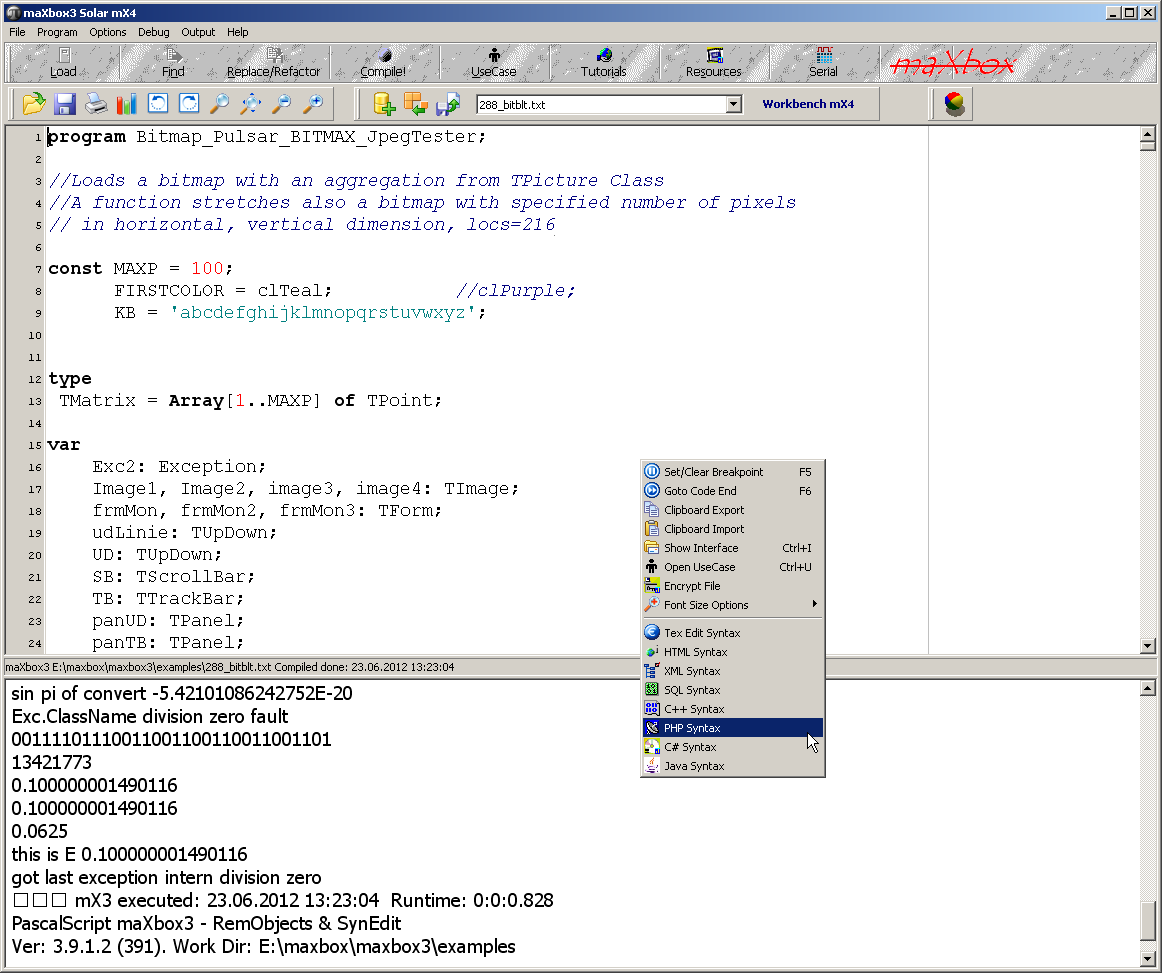 maXbox3 Solar mX4
File Program Options Debug Output Help
Load Find Replace/Refactor Compile! UseCase Tutorials Resources Serial maXbox
288_bitblt.txt Workbench mX4
1 program Bitmap_Pulsar_BITMAX_JpegTester;
2
3 //Loads a bitmap with an aggregation from TPicture Class
4 //A function stretches also a bitmap with specified number of pixels
5 // in horizontal, vertical dimension, locs=216
6
7 const MAXP = 100;
8 FIRSTCOLOR = clTeal; //clPurple;
9 KB = 'abcdefghijklmnopqrstuvwxyz';
10
11
12 type
13 TMatrix = Array[1..MAXP] of TPoint;
14
15 var
16 Exc2: Exception;
17 Image1, Image2, image3, image4: TImage;
18 frmMon, frmMon2, frmMon3: TForm;
19 udLinie: TUpDown;
20 UD: TUpDown;
21 SB: TScrollBar;
22 TB: TTrackBar;
23 panUD: TPanel;
24 panTB: TPanel;
Set/Clear Breakpoint F5
Goto Code End F6
Clipboard Export
Clipboard Import
Show Interface Ctrl+I
Open UseCase Ctrl+U
Encrypt File
Font Size Options
Tex Edit Syntax
HTML Syntax
XML Syntax
SQL Syntax
C++ Syntax
PHP Syntax
C# Syntax
Java Syntax
maXbox3 E:\maxbox\maxbox3\examples\288_bitblt.txt Compiled done: 23.06.2012 13:23:04
sin pi of convert -5.42101086242752E-20
Exc.ClassName division zero fault
00111101110011001100110011001101
13421773
0.100000001490116
0.100000001490116
0.0625
this is E 0.100000001490116
got last exception intern division zero
□□□ mX3 executed: 23.06.2012 13:23:04 Runtime: 0:0:0.828
PascalScript maXbox3 - RemObjects & SynEdit
Ver: 3.9.1.2 (391). Work Dir: E:\maxbox\maxbox3\examples